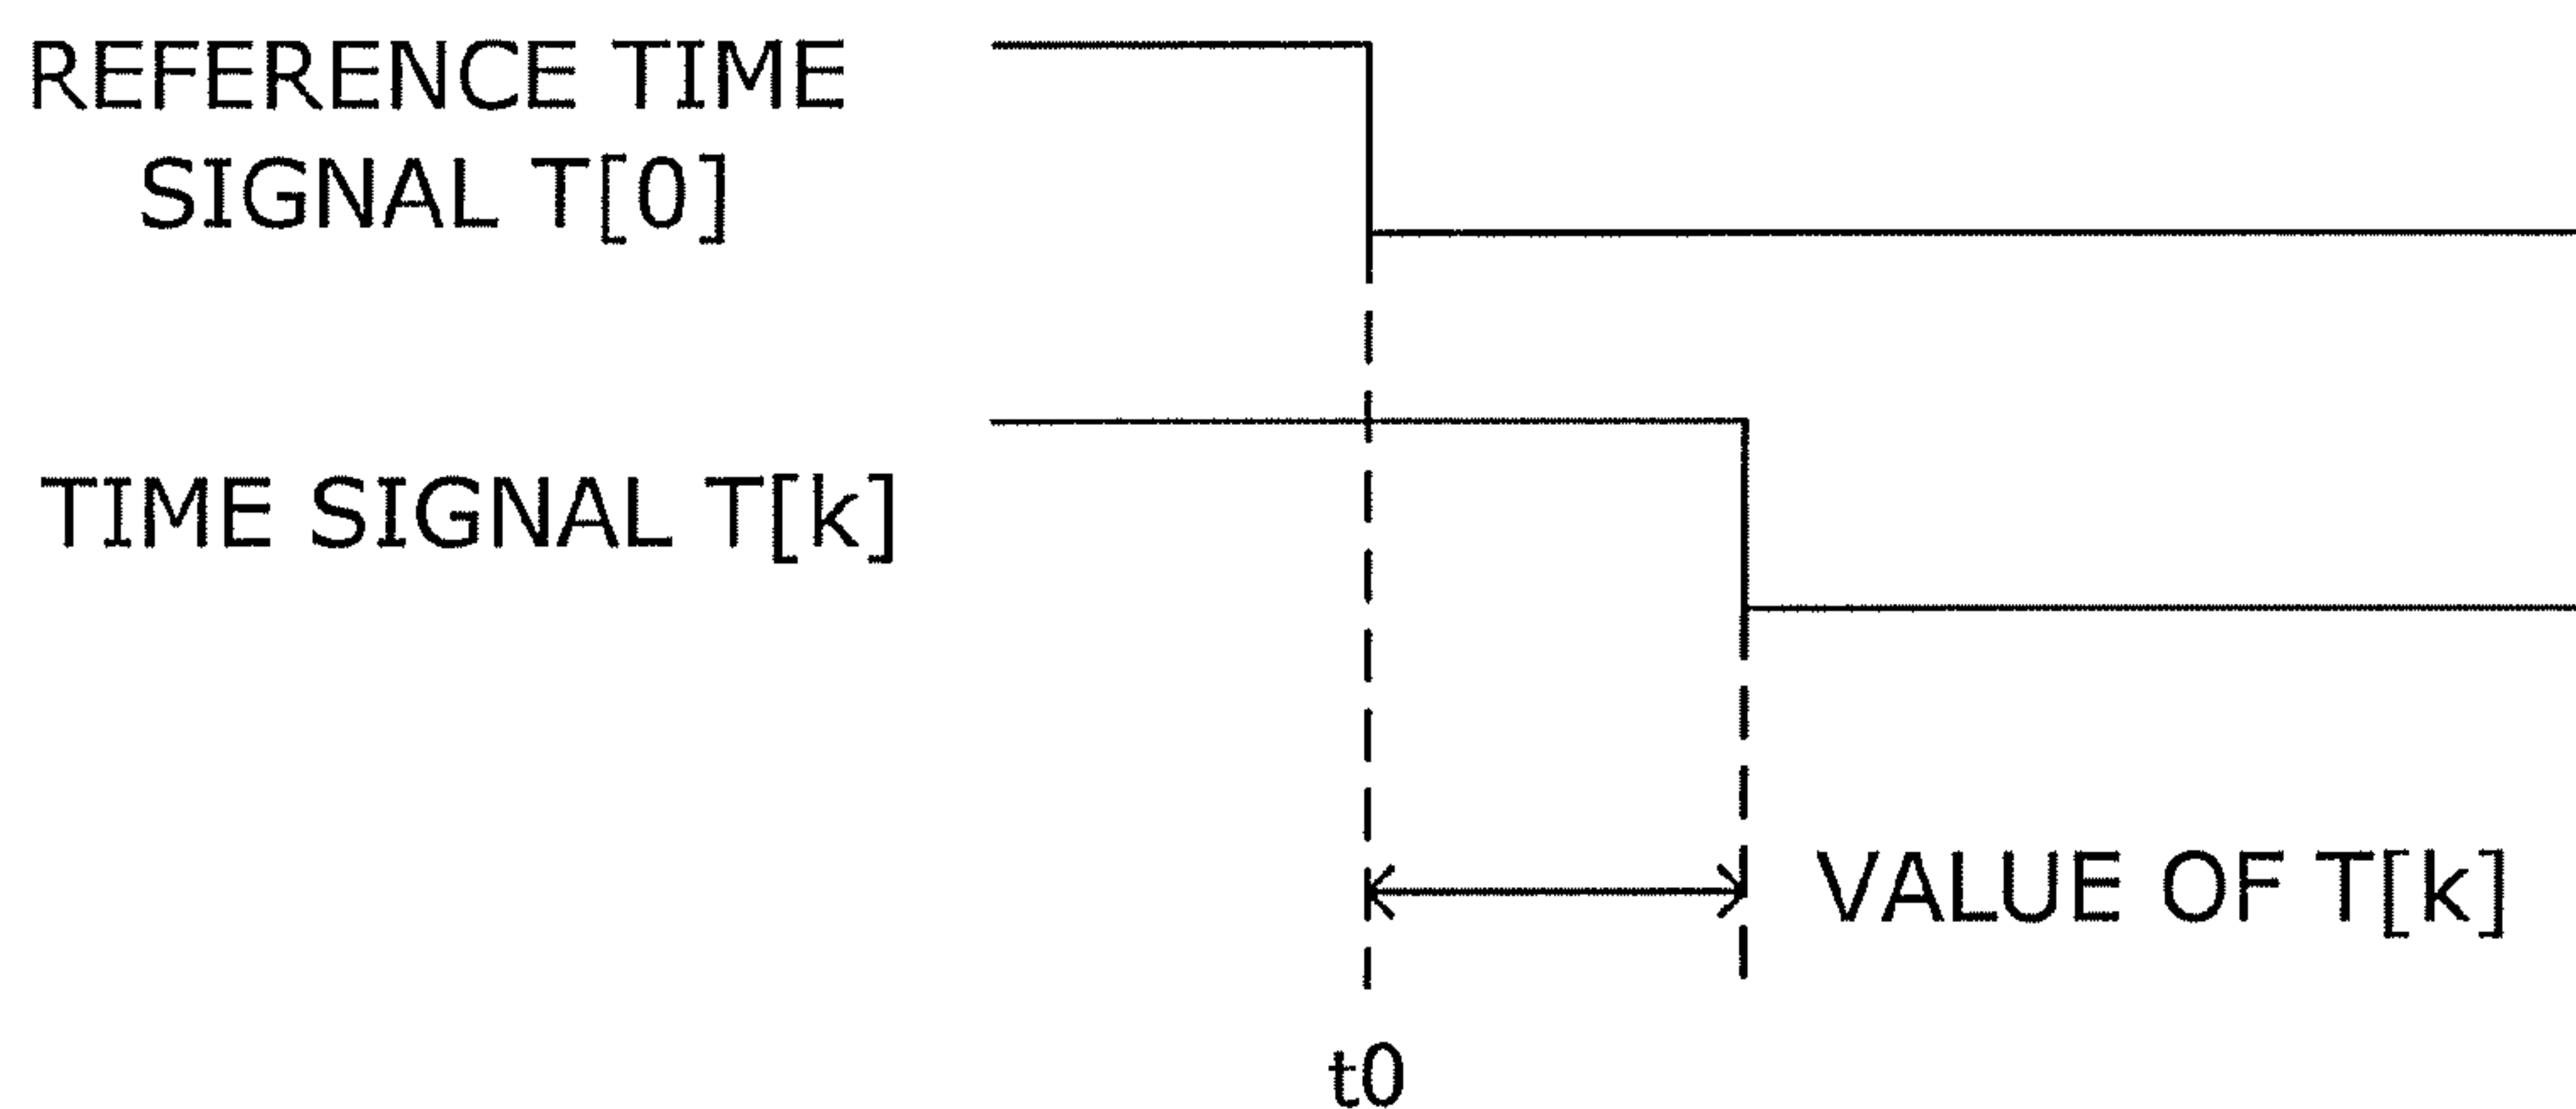 REFERENCE TIME
SIGNAL T[0]
TIME SIGNAL T[k]
VALUE OF T[k]
t0